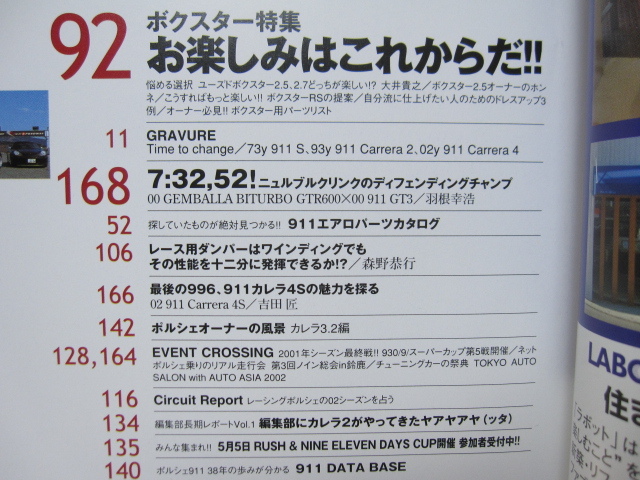 92
ボクスター特集
お楽しみはこれからだ!!
悩める選択 ユーズドボクスター2.5、2.7どっちが楽しい!? 大井貴之／ボクスター2.5オーナーのホン
ネ／こうすればもっと楽しい!! ボクスターRSの提案／自分流に仕上げたい人のためのドレスアップ3
例／オーナー必見!! ボクスター用パーツリスト
11 GRAVURE
Time to change／73y 911 S、93y 911 Carrera 2、02y 911 Carrera 4
168 7:32,52! ニュルブルクリンクのディフェンディングチャンプ
00 GEMBALLA BITURBO GTR600×00 911 GT3／羽根幸浩
52 探していたものが絶対見つかる!! 911エアロパーツカタログ
106 レース用ダンパーはワインディングでも
その性能を十二分に発揮できるか!?／森野恭行
166 最後の996、911カレラ4Sの魅力を探る
02 911 Carrera 4S／吉田 匠
142 ポルシェオーナーの風景 カレラ3.2編
128,164 EVENT CROSSING 2001年シーズン最終戦!! 930/9/スーパーカップ第5戦開催／ネット
ポルシェ乗りのリアル走行会 第3回ノイン総会in鈴鹿／チューニングカーの祭典 TOKYO AUTO
SALON with AUTO ASIA 2002
116 Circuit Report レーシングポルシェの02シーズンを占う
134 編集部長期レポートVol.1 編集部にカレラ2がやってきたヤアヤアヤ（ッタ）
135 みんな集まれ!! 5月5日 RUSH & NINE ELEVEN DAYS CUP開催 参加者受付中!!
140 ポルシェ911 38年の歩みが分かる 911 DATA BASE
LABO
住ま
「ラボット」は